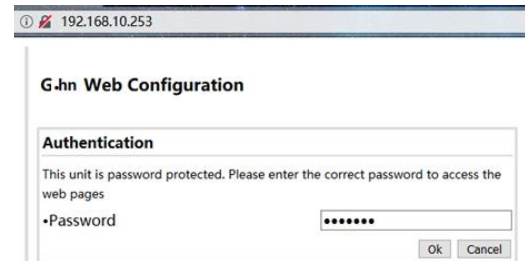 192.168.10.253
G.hn Web Configuration
Authentication
This unit is password protected. Please enter the correct password to access the
web pages
•Password •••••••
Ok Cancel